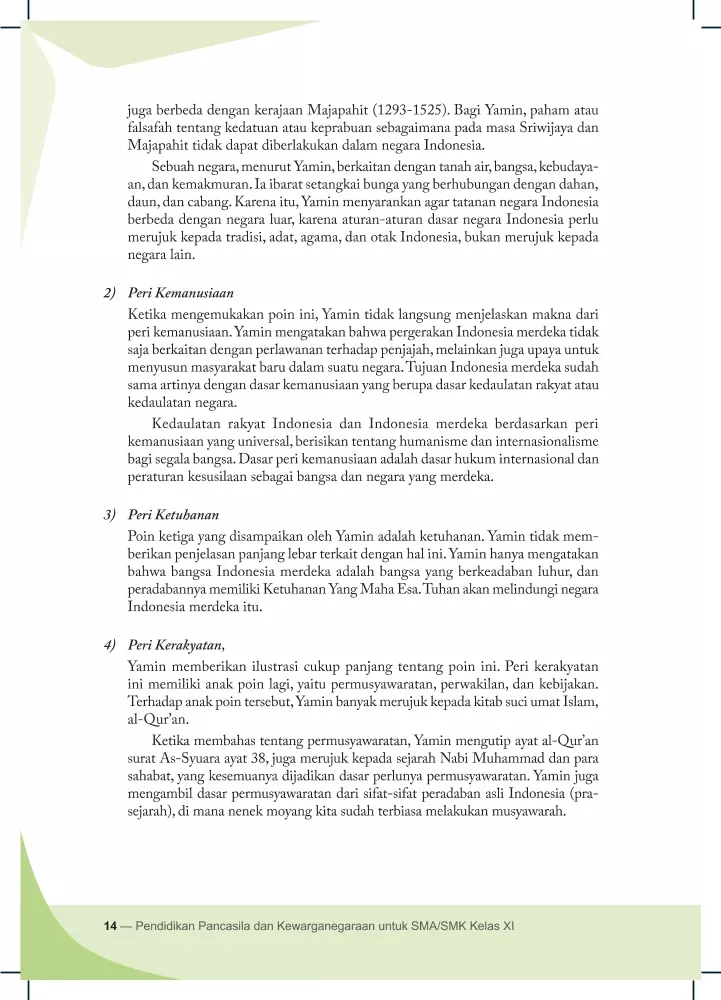 juga berbeda dengan kerajaan Majapahit (1293-1525). Bagi Yamin, paham atau
falsafah tentang kedatuan atau keprabuan sebagaimana pada masa Sriwijaya dan
Majapahit tidak dapat diberlakukan dalam negara Indonesia.
Sebuah negara, menurut Yamin, berkaitan dengan tanah air, bangsa, kebudaya-
an, dan kemakmuran. Ia ibarat setangkai bunga yang berhubungan dengan dahan,
daun, dan cabang. Karena itu, Yamin menyarankan agar tatanan negara Indonesia
berbeda dengan negara luar, karena aturan-aturan dasar negara Indonesia perlu
merujuk kepada tradisi, adat, agama, dan otak Indonesia, bukan merujuk kepada
negara lain.
2) Peri Kemanusiaan
Ketika mengemukakan poin ini, Yamin tidak langsung menjelaskan makna dari
peri kemanusiaan. Yamin mengatakan bahwa pergerakan Indonesia merdeka tidak
saja berkaitan dengan perlawanan terhadap penjajah, melainkan juga upaya untuk
menyusun masyarakat baru dalam suatu negara. Tujuan Indonesia merdeka sudah
sama artinya dengan dasar kemanusiaan yang berupa dasar kedaulatan rakyat atau
kedaulatan negara.
Kedaulatan rakyat Indonesia dan Indonesia merdeka berdasarkan peri
kemanusiaan yang universal, berisikan tentang humanisme dan internasionalisme
bagi segala bangsa. Dasar peri kemanusiaan adalah dasar hukum internasional dan
peraturan kesusilaan sebagai bangsa dan negara yang merdeka.
3) Peri Ketuhanan
Poin ketiga yang disampaikan oleh Yamin adalah ketuhanan. Yamin tidak mem-
berikan penjelasan panjang lebar terkait dengan hal ini. Yamin hanya mengatakan
bahwa bangsa Indonesia merdeka adalah bangsa yang berkeadaban luhur, dan
peradabannya memiliki Ketuhanan Yang Maha Esa. Tuhan akan melindungi negara
Indonesia merdeka itu.
4) Peri Kerakyatan,
Yamin memberikan ilustrasi cukup panjang tentang poin ini. Peri kerakyatan
ini memiliki anak poin lagi, yaitu permusyawaratan, perwakilan, dan kebijakan.
Terhadap anak poin tersebut, Yamin banyak merujuk kepada kitab suci umat Islam,
al-Qur'an.
Ketika membahas tentang permusyawaratan, Yamin mengutip ayat al-Qur'an
surat As-Syuara ayat 38, juga merujuk kepada sejarah Nabi Muhammad dan para
sahabat, yang kesemuanya dijadikan dasar perlunya permusyawaratan. Yamin juga
mengambil dasar permusyawaratan dari sifat-sifat peradaban asli Indonesia (pra-
sejarah), di mana nenek moyang kita sudah terbiasa melakukan musyawarah.
14 — Pendidikan Pancasila dan Kewarganegaraan untuk SMA/SMK Kelas XI